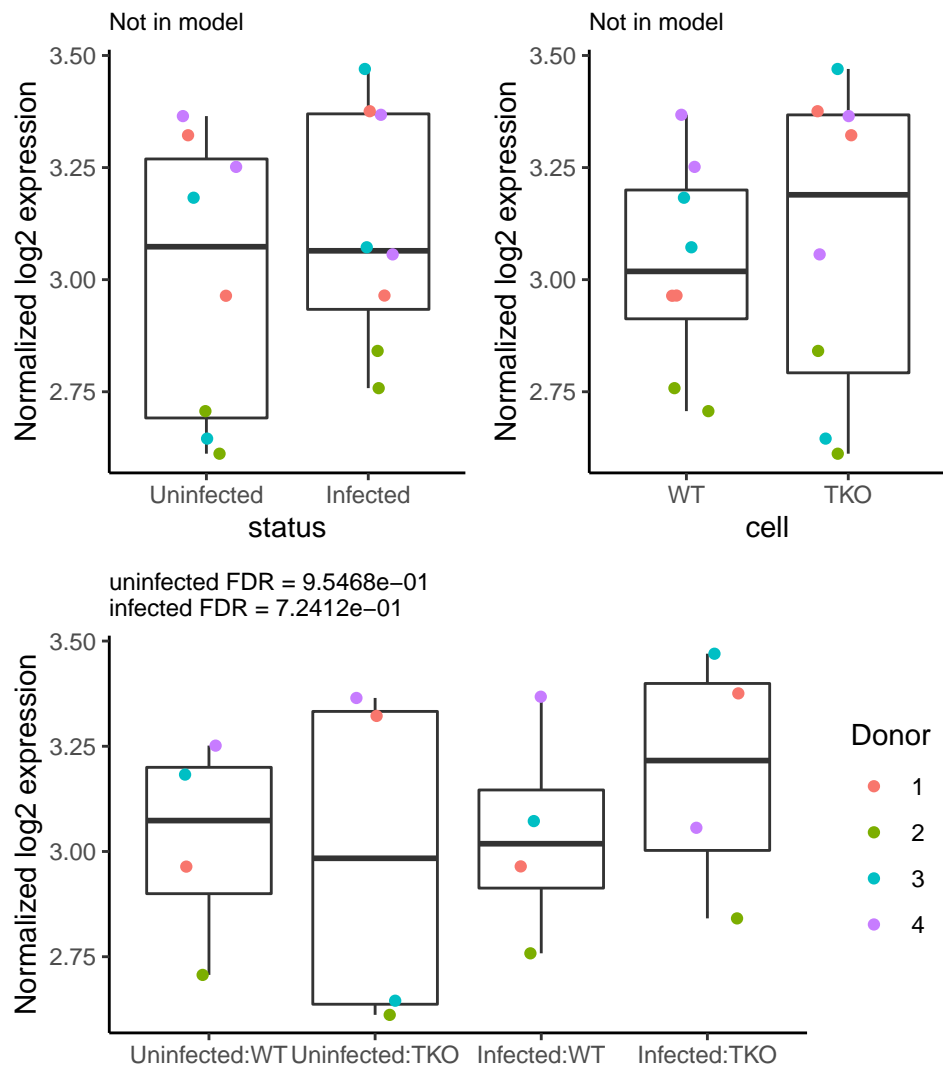 Not in model
Normalized log2 expression
3.50
3.25
3.00
2.75
Uninfected Infected
status
Not in model
Normalized log2 expression
3.50
3.25
3.00
2.75
WT TKO
cell
uninfected FDR = 9.5468e−01
infected FDR = 7.2412e−01
Normalized log2 expression
3.50
3.25
3.00
2.75
Uninfected:WT Uninfected:TKO Infected:WT Infected:TKO
Donor
1
2
3
4